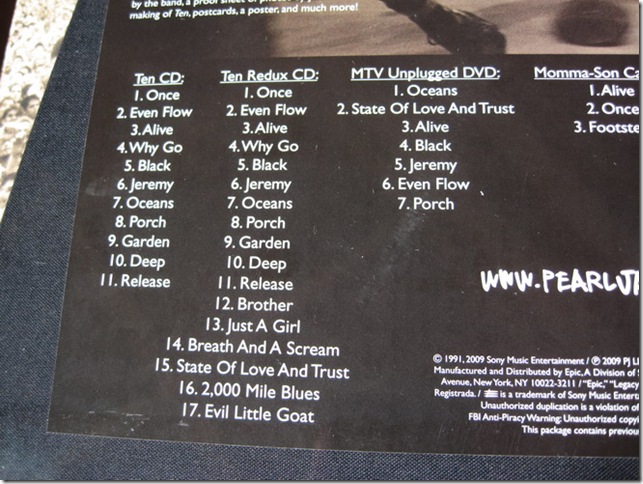 by the band, a proof sheet of
making of Ten, postcards, a poster, and much more!
Ten CD:
1. Once
2. Even Flow
3. Alive
4. Why Go
5. Black
6. Jeremy
7. Oceans
8. Porch
9. Garden
10. Deep
11. Release
Ten Redux CD:
1. Once
2. Even Flow
3. Alive
4. Why Go
5. Black
6. Jeremy
7. Oceans
8. Porch
9. Garden
10. Deep
11. Release
12. Brother
13. Just A Girl
14. Breath And A Scream
15. State Of Love And Trust
16. 2,000 Mile Blues
17. Evil Little Goat
MTV Unplugged DVD:
1. Oceans
2. State Of Love And Trust
3. Alive
4. Black
5. Jeremy
6. Even Flow
7. Porch
Momma-Son Ca
1. Alive
2. Once
3. Footste
WWW.PEARLJ
© 1991, 2009 Sony Music Entertainment / ℗ 2009 PJ LL
Manufactured and Distributed by Epic, A Division of S
Avenue, New York, NY 10022-3211 / "Epic," "Legacy
Registrada. / is a trademark of Sony Music Enterta
Unauthorized duplication is a violation of
FBI Anti-Piracy Warning: Unauthorized copyi
This package contains previou